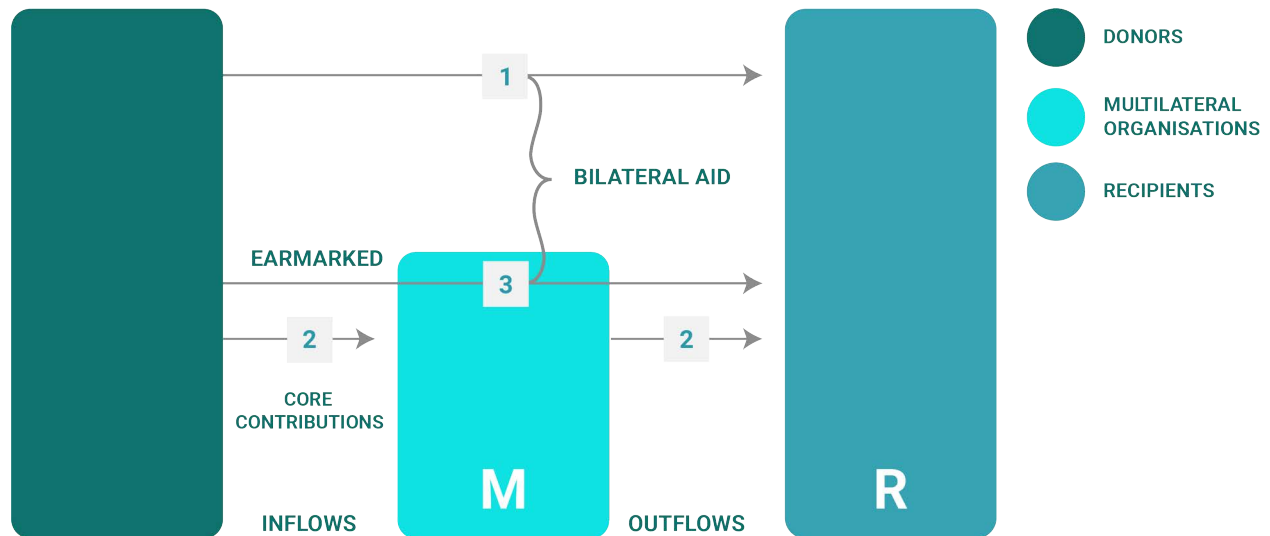 1
DONORS
MULTILATERAL
ORGANISATIONS
BILATERAL AID
RECIPIENTS
EARMARKED
3
2
2
CORE
CONTRIBUTIONS
M
R
INFLOWS
OUTFLOWS